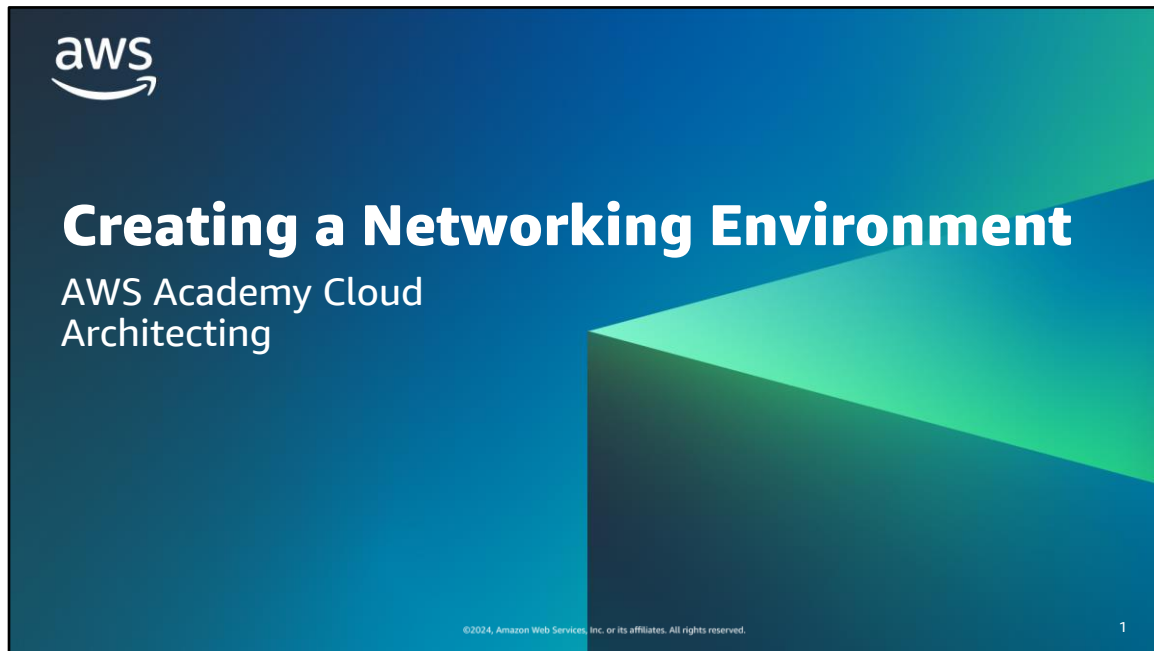 aws
Creating a Networking Environment
AWS Academy Cloud
Architecting
©2024, Amazon Web Services, Inc. or its affiliates. All rights reserved.
1